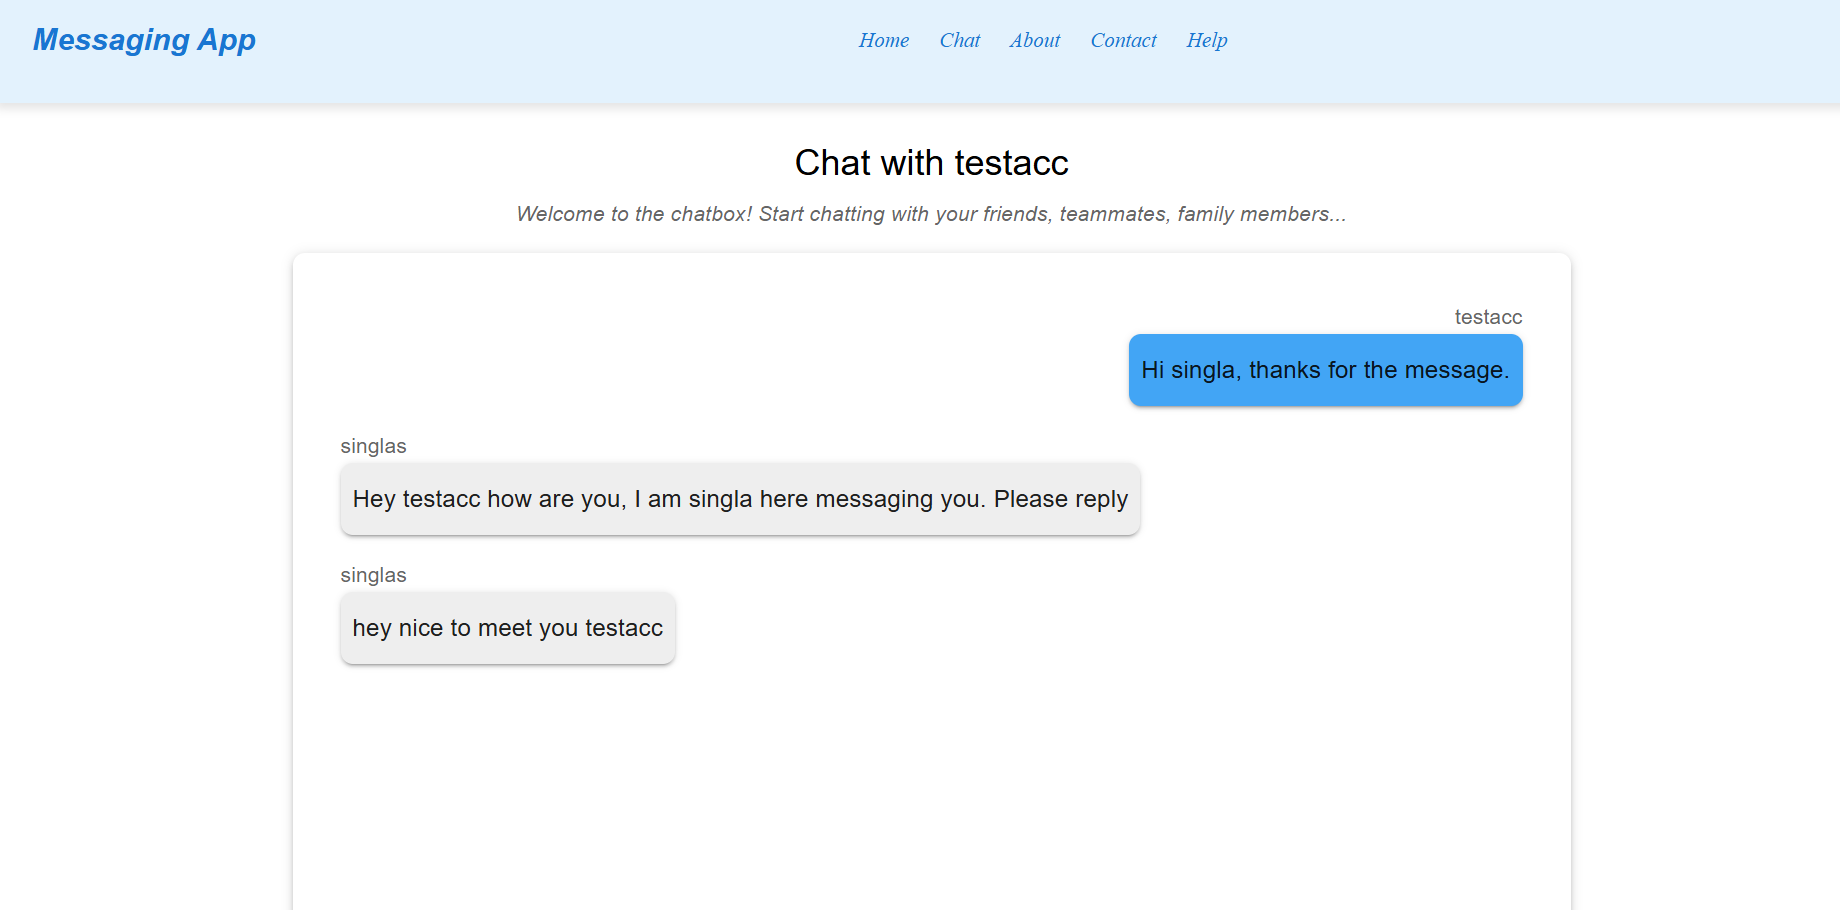 Messaging App
Home Chat About Contact Help
Chat with testacc
Welcome to the chatbox! Start chatting with your friends, teammates, family members...
testacc
Hi singla, thanks for the message.
singlas
Hey testacc how are you, I am singla here messaging you. Please reply
singlas
hey nice to meet you testacc